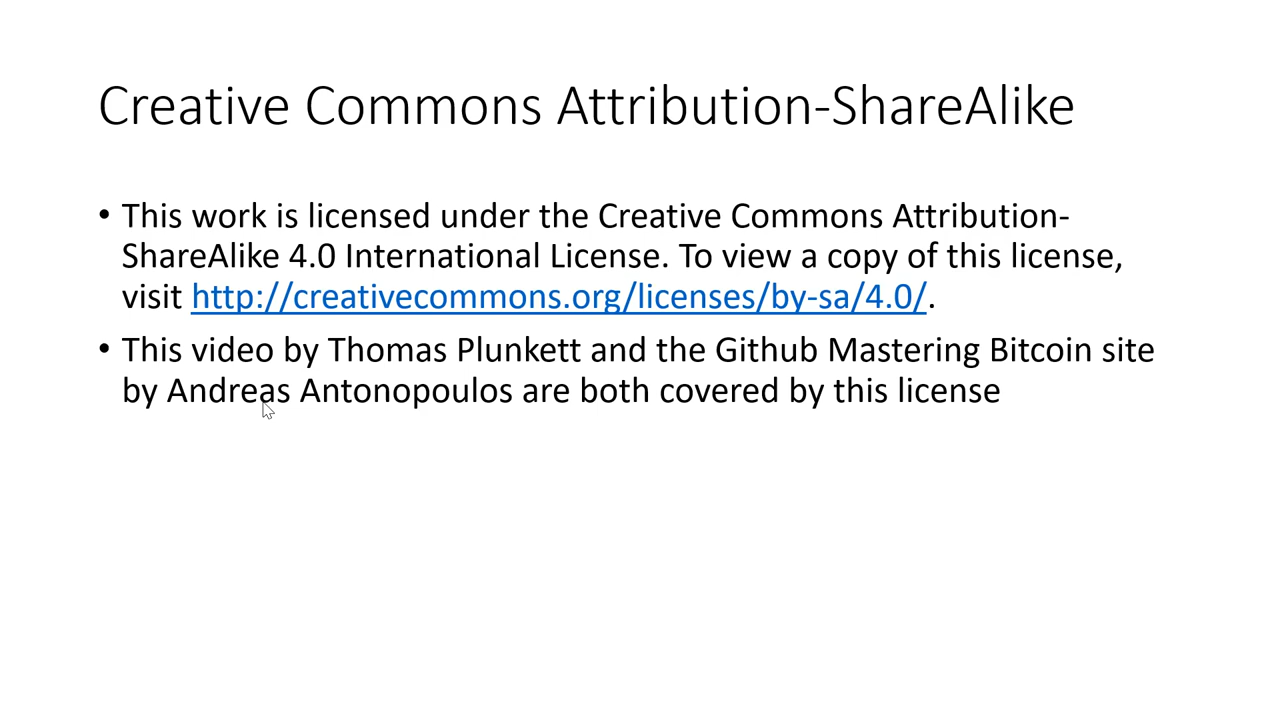 Creative Commons Attribution-ShareAlike
• This work is licensed under the Creative Commons Attribution-
ShareAlike 4.0 International License. To view a copy of this license,
visit http://creativecommons.org/licenses/by-sa/4.0/.
• This video by Thomas Plunkett and the Github Mastering Bitcoin site
by Andreas Antonopoulos are both covered by this license